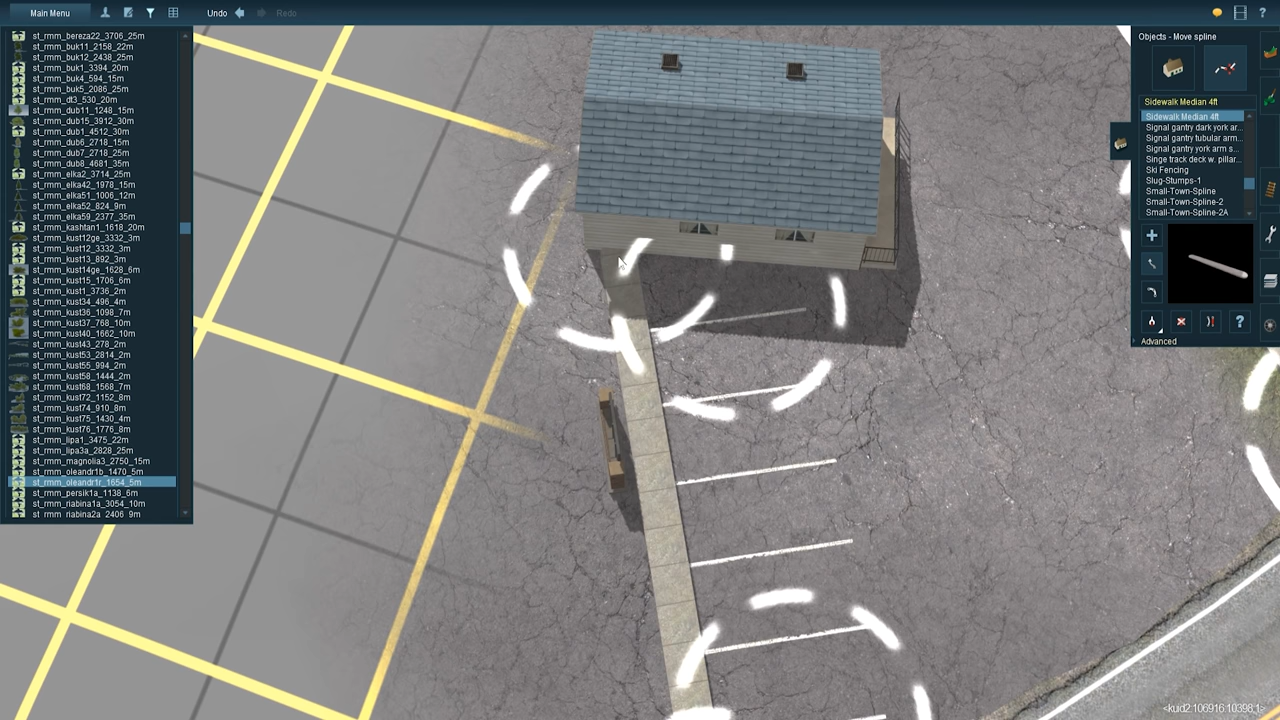 Main Menu
Undo
Redo
st_rmm_bereza22_3706_25m
st_rmm_buk11_2158_22m
st_rmm_buk12_2438_25m
st_rmm_buk1_3394_20m
st_rmm_buk4_594_15m
st_rmm_buk5_2086_25m
st_rmm_dt3_530_20m
st_rmm_dub11_1248_15m
st_rmm_dub15_3912_30m
st_rmm_dub1_4512_30m
st_rmm_dub6_2718_15m
st_rmm_dub7_2718_25m
st_rmm_dub8_4681_35m
st_rmm_elka2_3714_25m
st_rmm_elka42_1978_15m
st_rmm_elka51_1006_12m
st_rmm_elka52_824_9m
st_rmm_elka59_2377_35m
st_rmm_kashtan1_1618_20m
st_rmm_kust12ge_3332_3m
st_rmm_kust12_3332_3m
st_rmm_kust13_892_3m
st_rmm_kust14ge_1628_6m
st_rmm_kust15_1706_6m
st_rmm_kust1_3736_2m
st_rmm_kust34_496_4m
st_rmm_kust36_1098_7m
st_rmm_kust37_768_10m
st_rmm_kust40_1662_10m
st_rmm_kust43_278_2m
st_rmm_kust53_2814_2m
st_rmm_kust55_994_2m
st_rmm_kust58_1444_2m
st_rmm_kust68_1568_7m
st_rmm_kust72_1152_8m
st_rmm_kust74_910_8m
st_rmm_kust75_1430_4m
st_rmm_kust76_1776_8m
st_rmm_lipa1_3475_22m
st_rmm_lipa3a_2828_25m
st_rmm_magnolia3_2750_15m
st_rmm_oleandr1b_1470_5m
st_rmm_oleandr1r_1654_5m
st_rmm_persik1a_1138_6m
st_rmm_riabina1a_3054_10m
st_rmm_riabina2a_2406_9m
Objects - Move spline
Sidewalk Median 4ft
Sidewalk Median 4ft
Signal gantry dark york ar...
Signal gantry tubular arm...
Signal gantry york arm s...
Singe track deck w. pillar...
Ski Fencing
Slug-Stumps-1
Small-Town-Spline
Small-Town-Spline-2
Small-Town-Spline-2A
Advanced
<kuid2:106916:10398:1>